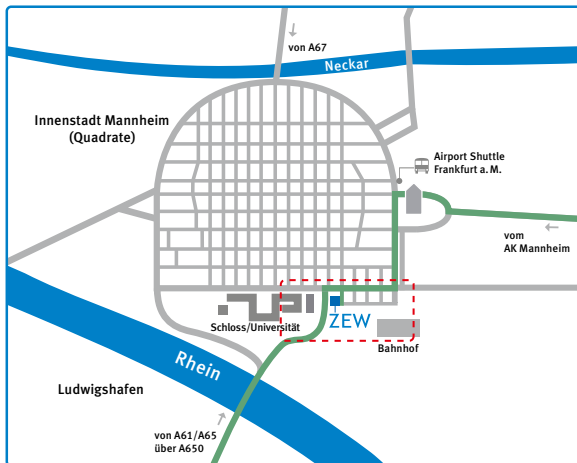 von A67
Neckar
Innenstadt Mannheim
(Quadrate)
Airport Shuttle
Frankfurt a.M.
vom
AK Mannheim
ZEW
Schloss/Universität
Bahnhof
Rhein
Ludwigshafen
von A61/A65
über A650